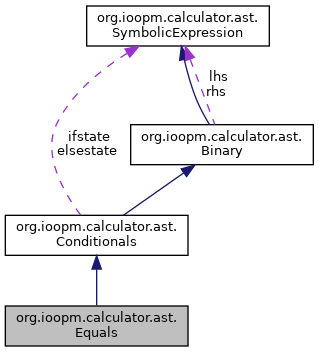 org.ioopm.calculator.ast.
SymbolicExpression
lhs
rhs
ifstate
elsestate
org.ioopm.calculator.ast.
Binary
org.ioopm.calculator.ast.
Conditionals
org.ioopm.calculator.ast.
Equals